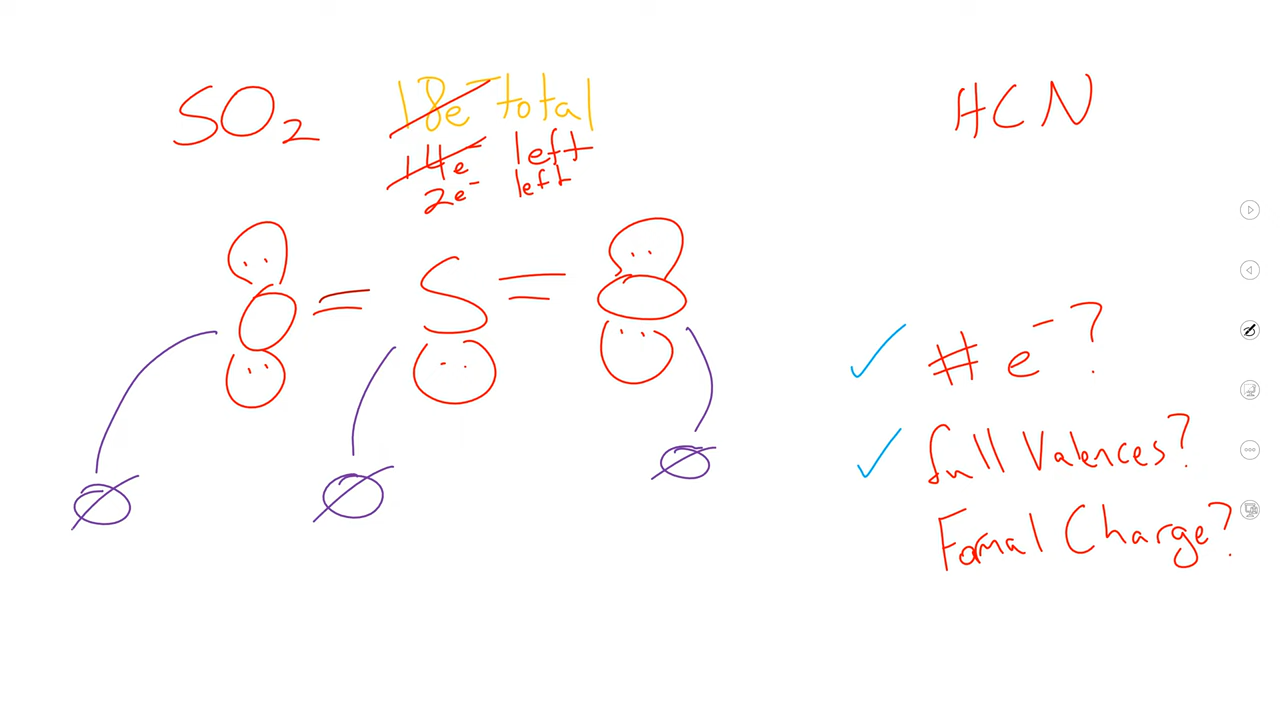 SO2
18e- total
14e- left
2e- left
O = S = O
Ø Ø Ø
HCN
# e-?
full Valences?
Formal Charge?